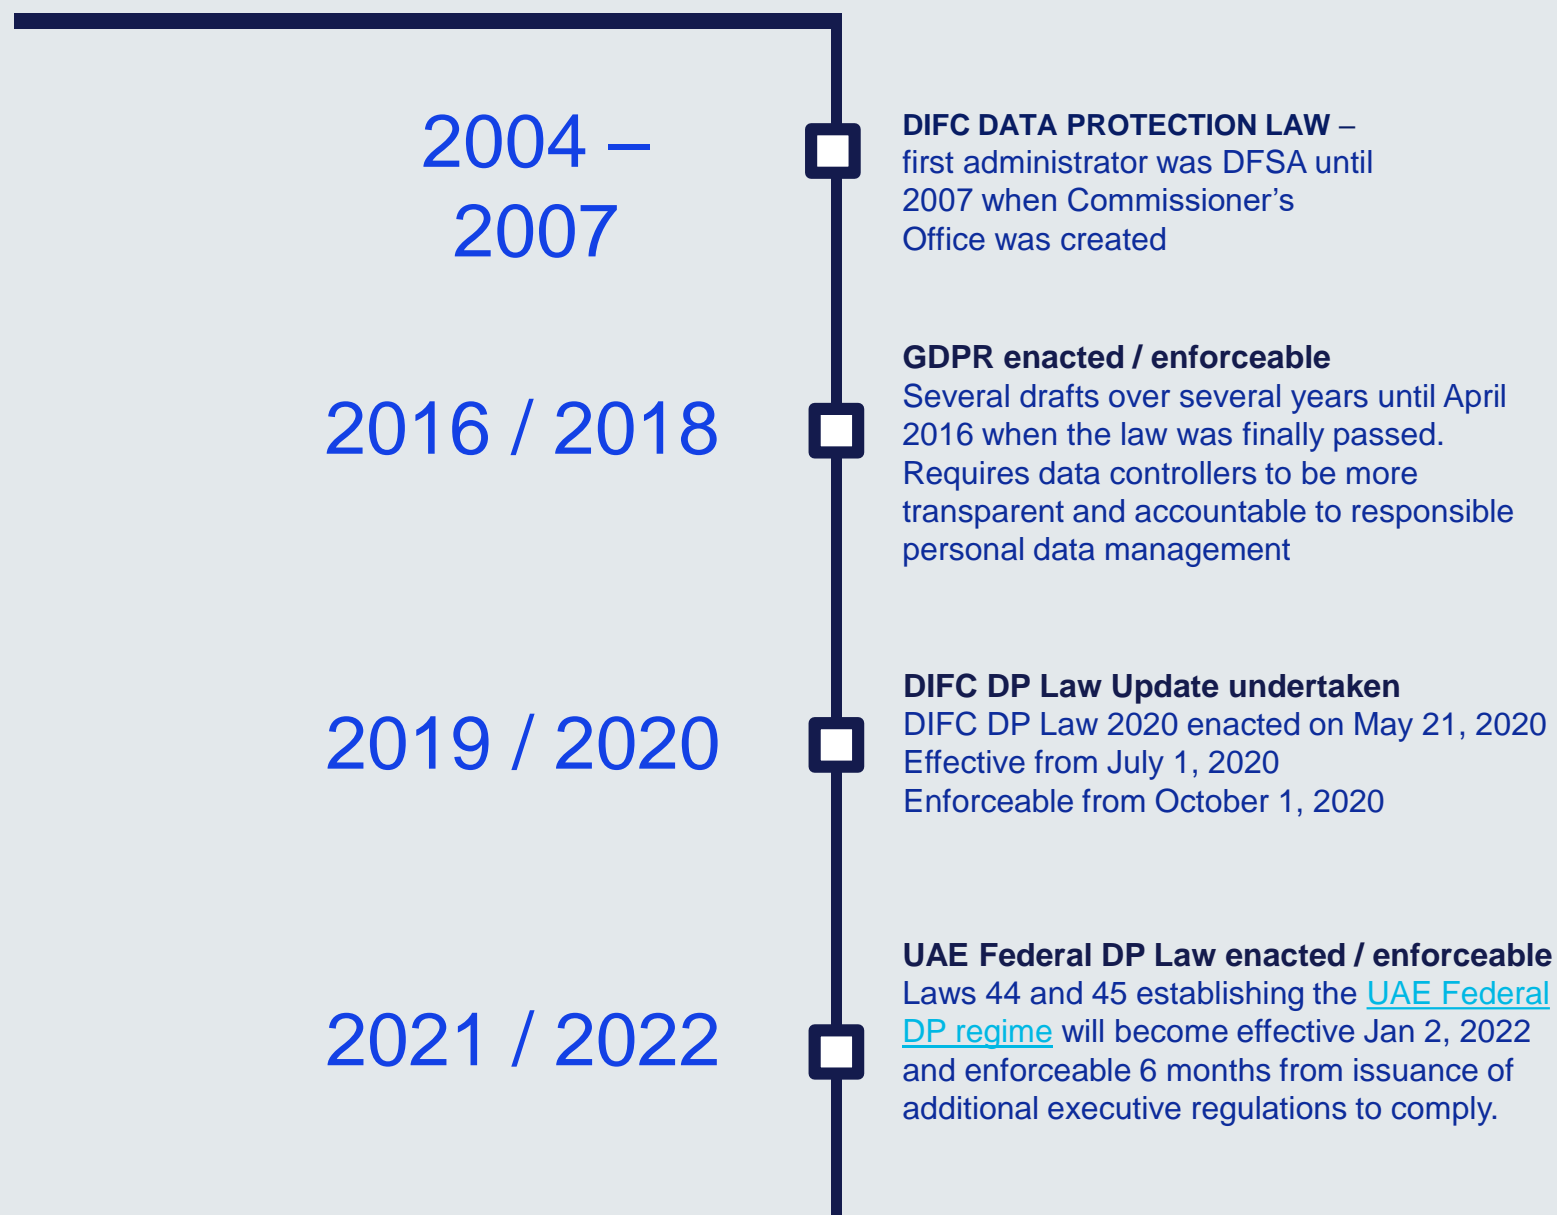 2004 –
2007
DIFC DATA PROTECTION LAW –
first administrator was DFSA until
2007 when Commissioner’s
Office was created
2016 / 2018
GDPR enacted / enforceable
Several drafts over several years until April
2016 when the law was finally passed.
Requires data controllers to be more
transparent and accountable to responsible
personal data management
2019 / 2020
DIFC DP Law Update undertaken
DIFC DP Law 2020 enacted on May 21, 2020
Effective from July 1, 2020
Enforceable from October 1, 2020
2021 / 2022
UAE Federal DP Law enacted / enforceable
Laws 44 and 45 establishing the UAE Federal
DP regime will become effective Jan 2, 2022
and enforceable 6 months from issuance of
additional executive regulations to comply.